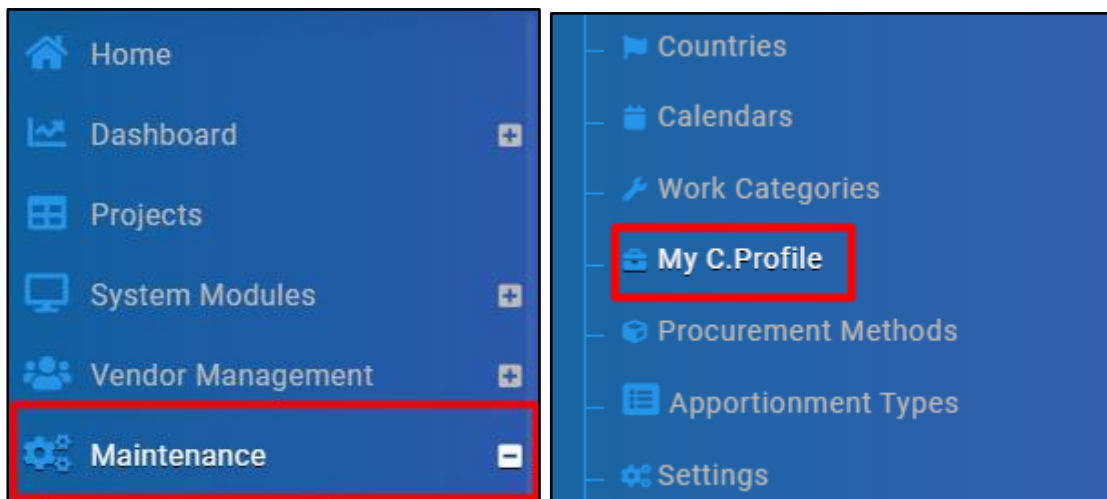 Home
Dashboard
Projects
System Modules
Vendor Management
Maintenance
Countries
Calendars
Work Categories
My C.Profile
Procurement Methods
Apportionment Types
Settings